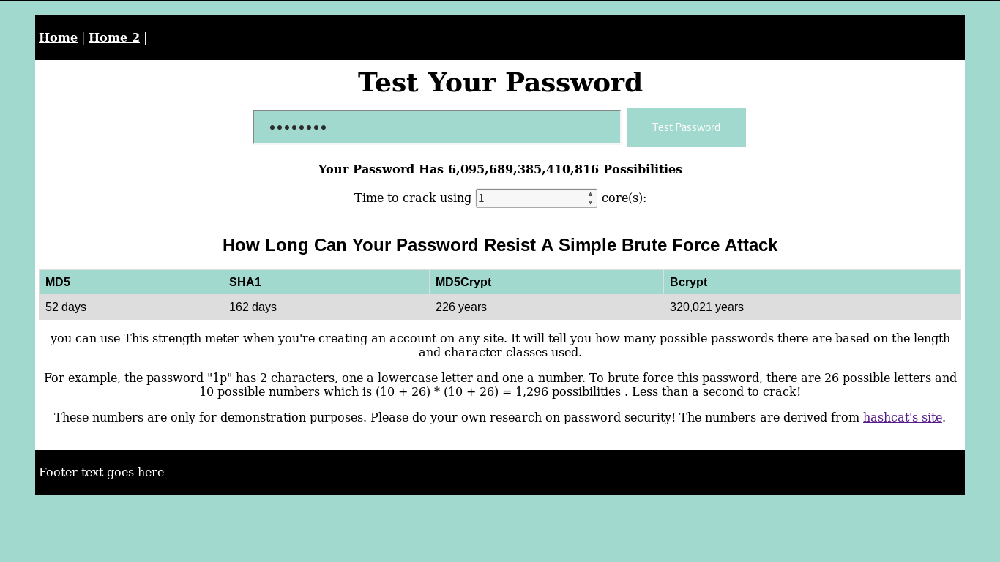 Home | Home 2 |
Test Your Password
•••••••• Test Password
Your Password Has 6,095,689,385,410,816 Possibilities
Time to crack using 1 core(s):
How Long Can Your Password Resist A Simple Brute Force Attack
MD5 SHA1 MD5Crypt Bcrypt
52 days 162 days 226 years 320,021 years
you can use This strength meter when you're creating an account on any site. It will tell you how many possible passwords there are based on the length
and character classes used.
For example, the password "1p" has 2 characters, one a lowercase letter and one a number. To brute force this password, there are 26 possible letters and
10 possible numbers which is (10 + 26) * (10 + 26) = 1,296 possibilities . Less than a second to crack!
These numbers are only for demonstration purposes. Please do your own research on password security! The numbers are derived from hashcat's site.
Footer text goes here